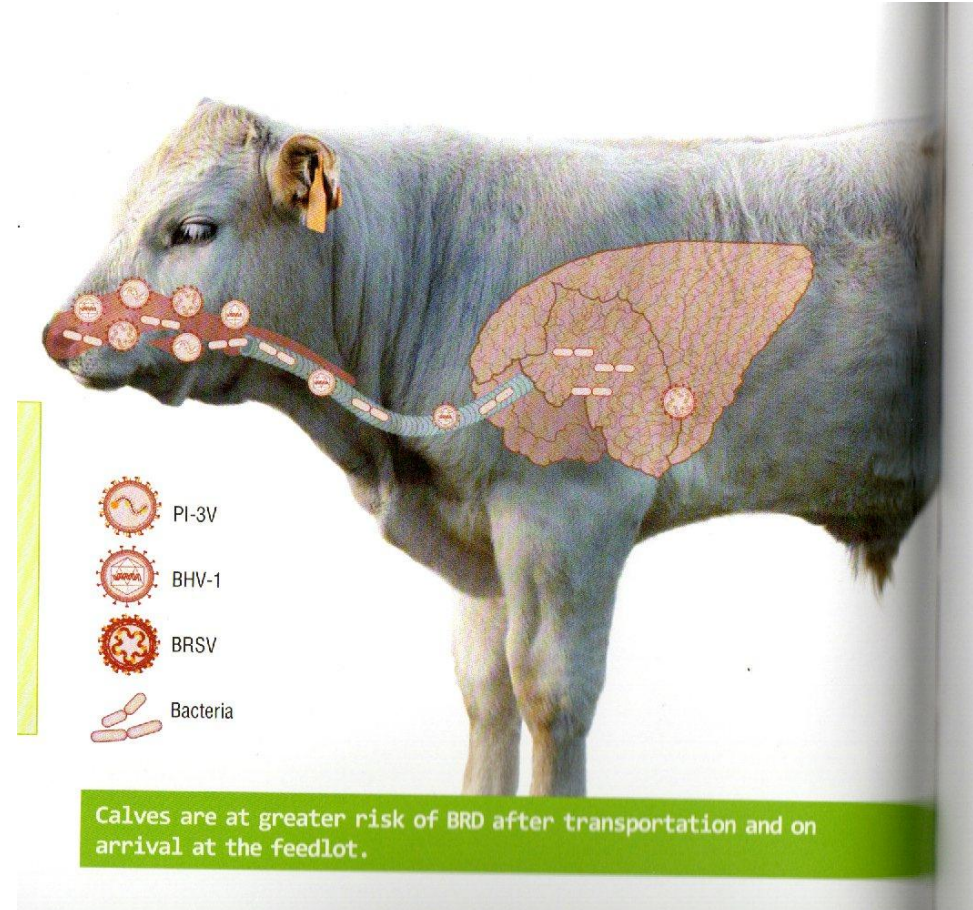 PI-3V
BHV-1
BRSV
Bacteria
Calves are at greater risk of BRD after transportation and on
arrival at the feedlot.